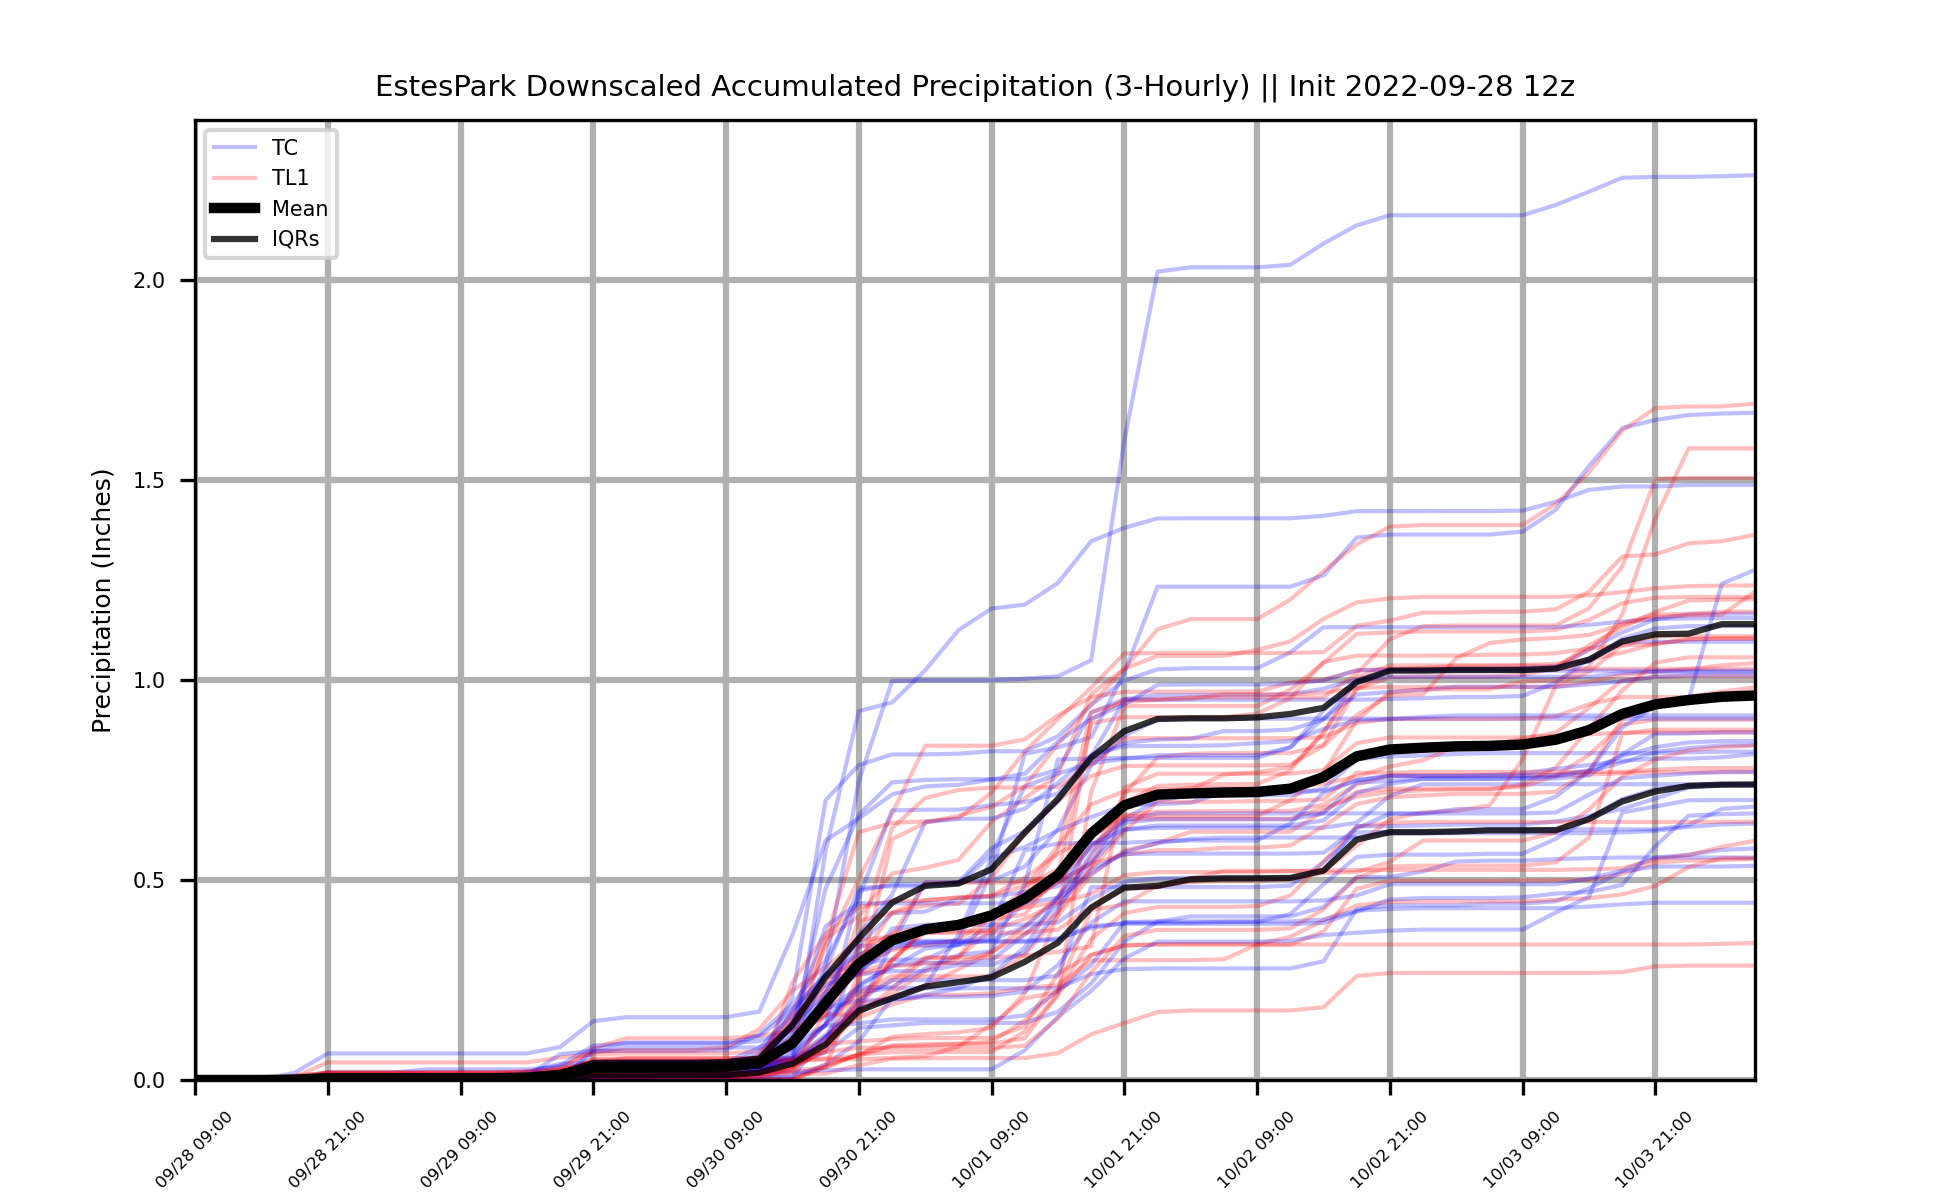 EstesPark Downscaled Accumulated Precipitation (3-Hourly) || Init 2022-09-28 12z
TC
TL1
Mean
IQRs
Precipitation (Inches)
2.0
1.5
1.0
0.5
0.0
09/28 09:00
09/28 21:00
09/29 09:00
09/29 21:00
09/30 09:00
09/30 21:00
10/01 09:00
10/01 21:00
10/02 09:00
10/02 21:00
10/03 09:00
10/03 21:00